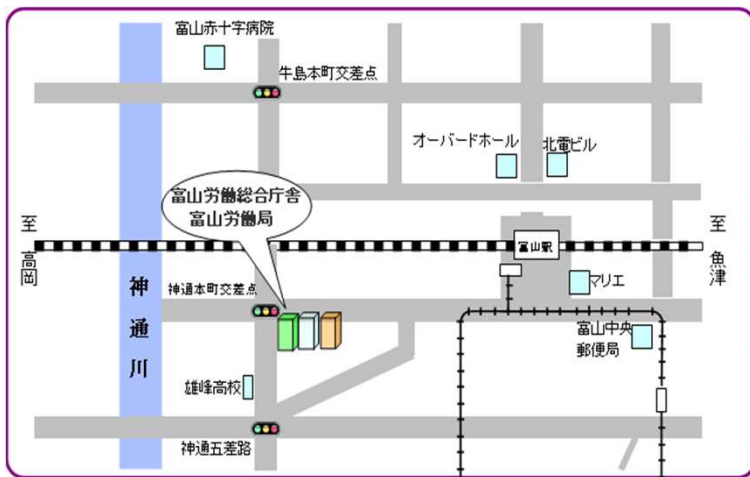 富山赤十字病院
牛島本町交差点
オーバードホール
北電ビル
富山労働総合庁舎
富山労働局
至 高岡
富山駅
至 魚津
神通川
神通本町交差点
マリエ
富山中央
郵便局
雄峰高校
神通五差路